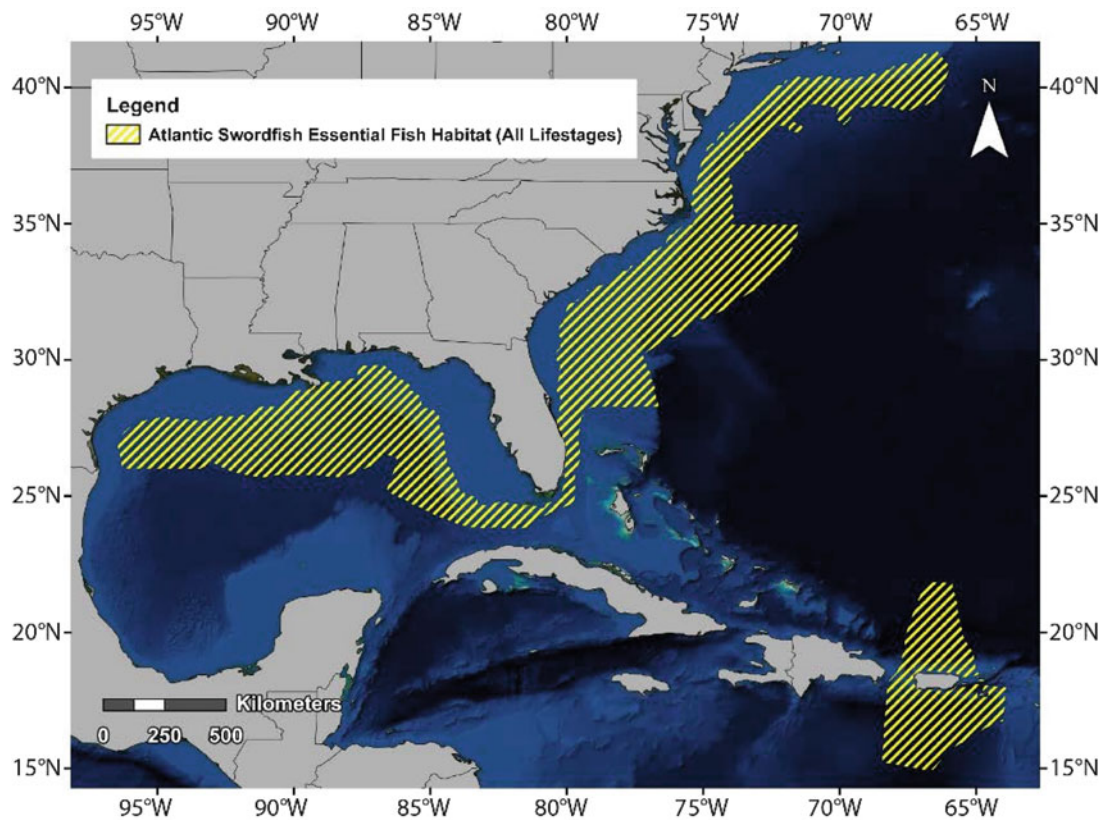 95°W 90°W 85°W 80°W 75°W 70°W 65°W
40°N 40°N
Legend
Atlantic Swordfish Essential Fish Habitat (All Lifestages)
N
35°N 35°N
30°N 30°N
25°N 25°N
20°N 20°N
Kilometers
0 250 500
15°N 15°N
95°W 90°W 85°W 80°W 75°W 70°W 65°W